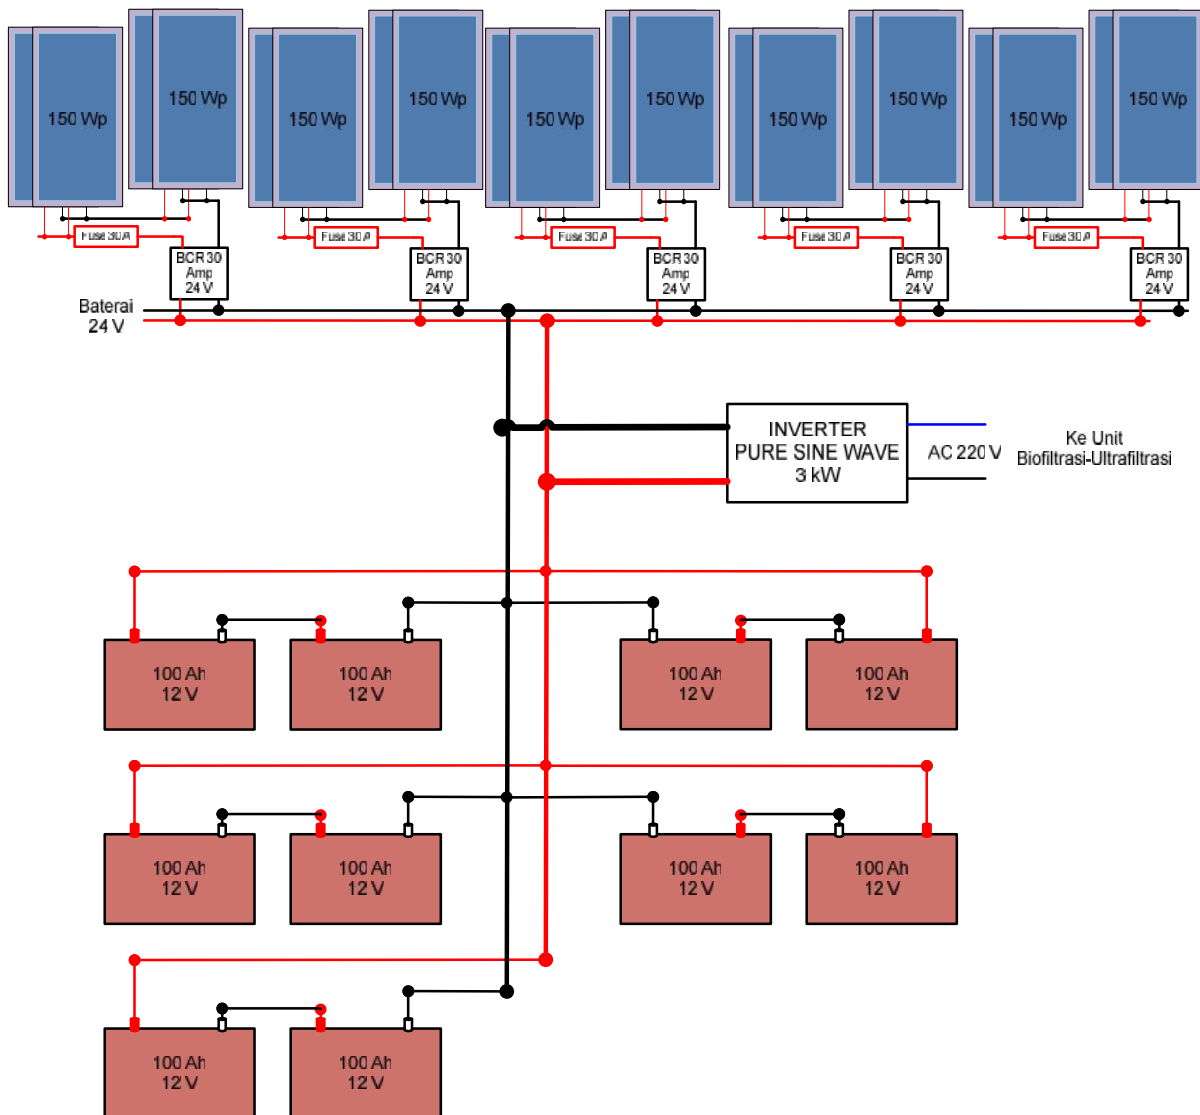 150 Wp
150 Wp
150 Wp
150 Wp
150 Wp
150 Wp
150 Wp
150 Wp
150 Wp
150 Wp
Fuse 30 A
Fuse 30 A
Fuse 30 A
Fuse 30 A
Fuse 30 A
BCR 30
Amp
24 V
BCR 30
Amp
24 V
BCR 30
Amp
24 V
BCR 30
Amp
24 V
BCR 30
Amp
24 V
Baterai
24 V
INVERTER
PURE SINE WAVE
3 kW
AC 220 V
Ke Unit
Biofiltrasi-Ultrafiltrasi
100 Ah
12 V
100 Ah
12 V
100 Ah
12 V
100 Ah
12 V
100 Ah
12 V
100 Ah
12 V
100 Ah
12 V
100 Ah
12 V
100 Ah
12 V
100 Ah
12 V